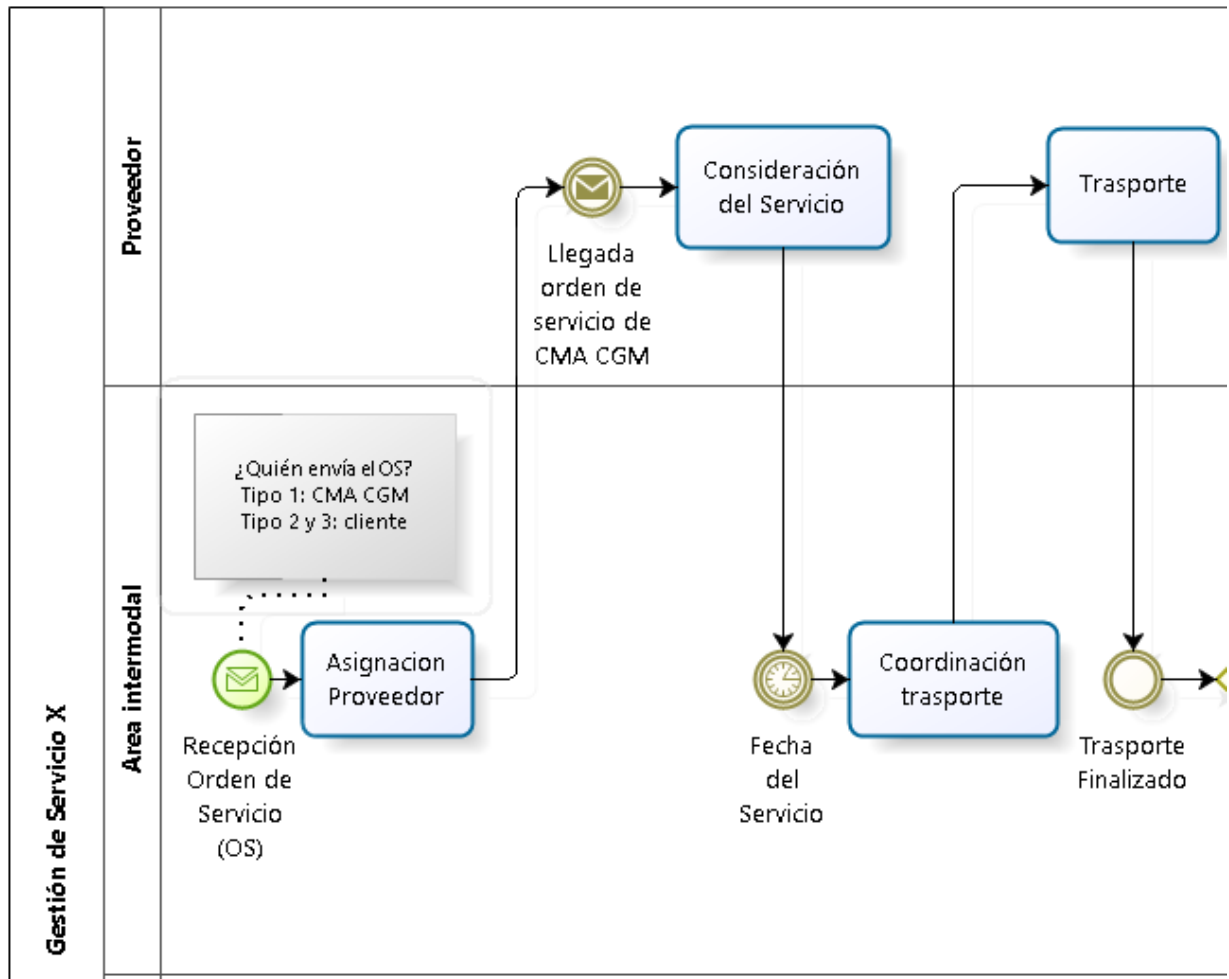 Gestión de Servicio X
Proveedor
Llegada
orden de
servicio de
CMA CGM
Consideración
del Servicio
Trasporte
Area intermodal
¿Quién envía el OS?
Tipo 1: CMA CGM
Tipo 2 y 3: cliente
Recepción
Orden de
Servicio
(OS)
Asignacion
Proveedor
Fecha
del
Servicio
Coordinación
trasporte
Trasporte
Finalizado